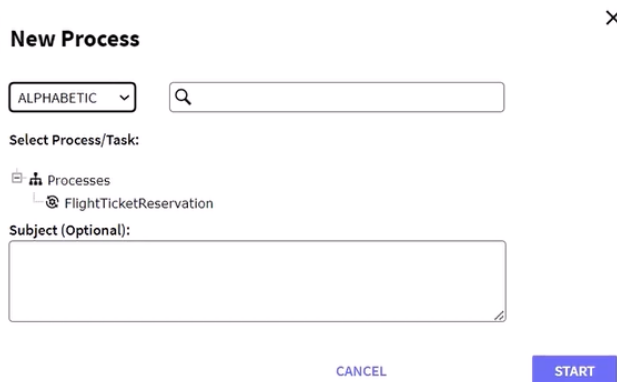 New Process
ALPHABETIC
Select Process/Task:
Processes
FlightTicketReservation
Subject (Optional):
CANCEL START